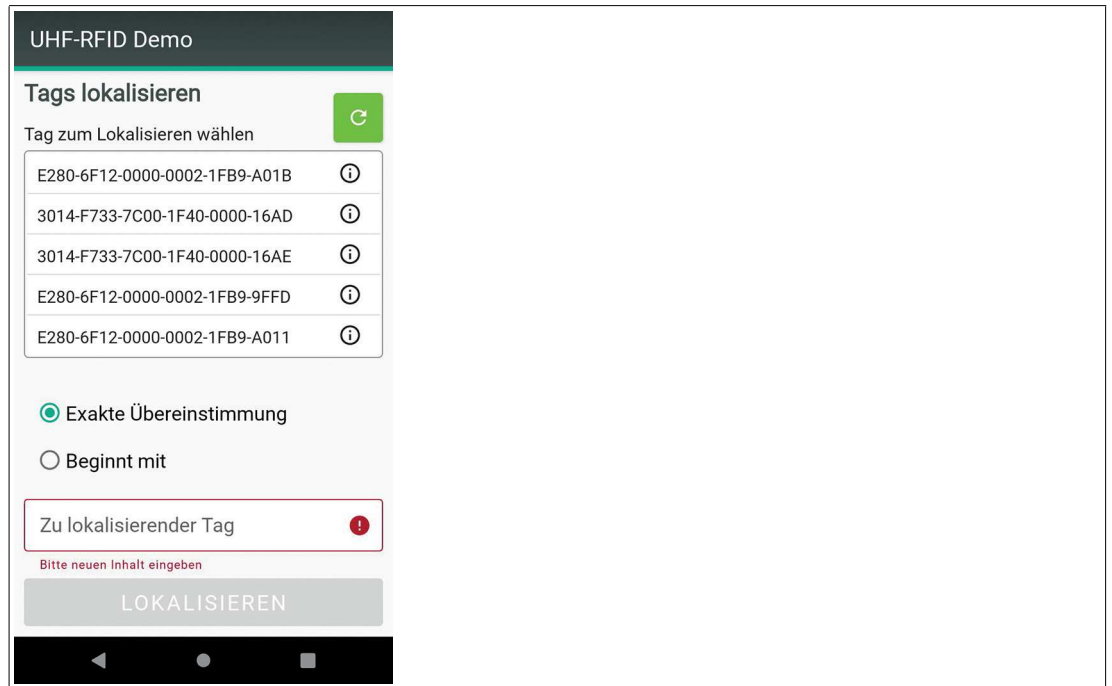 UHF-RFID Demo
Tags lokalisieren
Tag zum Lokalisieren wählen
E280-6F12-0000-0002-1FB9-A01B
3014-F733-7C00-1F40-0000-16AD
3014-F733-7C00-1F40-0000-16AE
E280-6F12-0000-0002-1FB9-9FFD
E280-6F12-0000-0002-1FB9-A011
Exakte Übereinstimmung
Beginnt mit
Zu lokalisierender Tag
Bitte neuen Inhalt eingeben
LOKALISIEREN